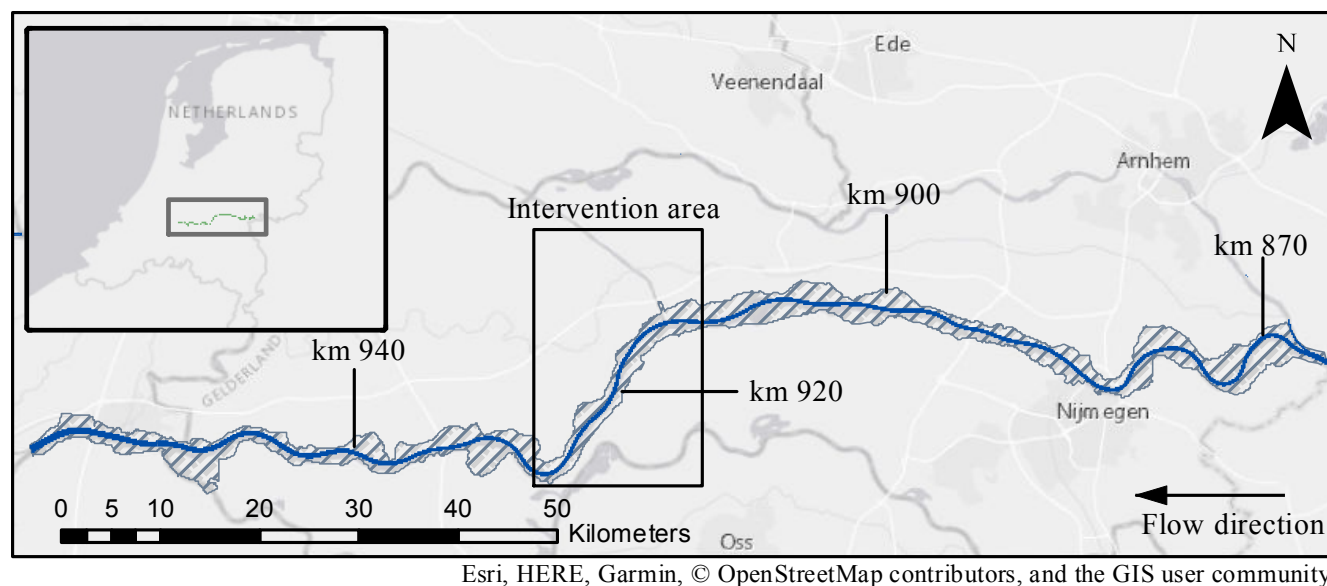 NETHERLANDS
Ede
Veenendaal
N
Arnhem
km 900
Intervention area
km 870
km 940
GELDERLAND
km 920
Nijmegen
0 5 10 20 30 40 50
Kilometers
Oss
Flow direction
Esri, HERE, Garmin, © OpenStreetMap contributors, and the GIS user community